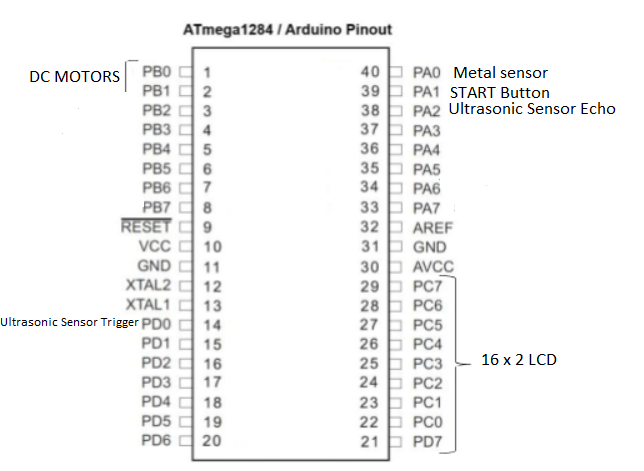 ATmega1284 / Arduino Pinout
DC MOTORS
PB0 1 40 PA0 Metal sensor
PB1 2 39 PA1 START Button
PB2 3 38 PA2 Ultrasonic Sensor Echo
PB3 4 37 PA3
PB4 5 36 PA4
PB5 6 35 PA5
PB6 7 34 PA6
PB7 8 33 PA7
RESET 9 32 AREF
VCC 10 31 GND
GND 11 30 AVCC
XTAL2 12 29 PC7
XTAL1 13 28 PC6
Ultrasonic Sensor Trigger PD0 14 27 PC5
PD1 15 26 PC4
PD2 16 25 PC3
PD3 17 24 PC2
PD4 18 23 PC1
PD5 19 22 PC0
PD6 20 21 PD7
16 x 2 LCD